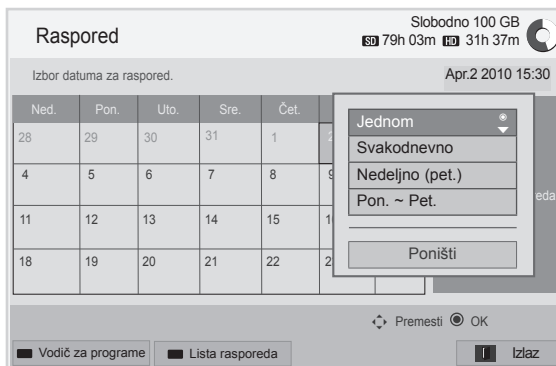 Raspored
Slobodno 100 GB
SD 79h 03m HD 31h 37m
Izbor datuma za raspored.
Apr.2 2010 15:30
Ned. Pon. Uto. Sre. Čet.
28 29 30 31 1
4 5 6 7 8
11 12 13 14 15
18 19 20 21 22
Jednom
Svakodnevno
Nedeljno (pet.)
Pon. ~ Pet.
Poništi
Premesti OK
Vodič za programe Lista rasporeda Izlaz